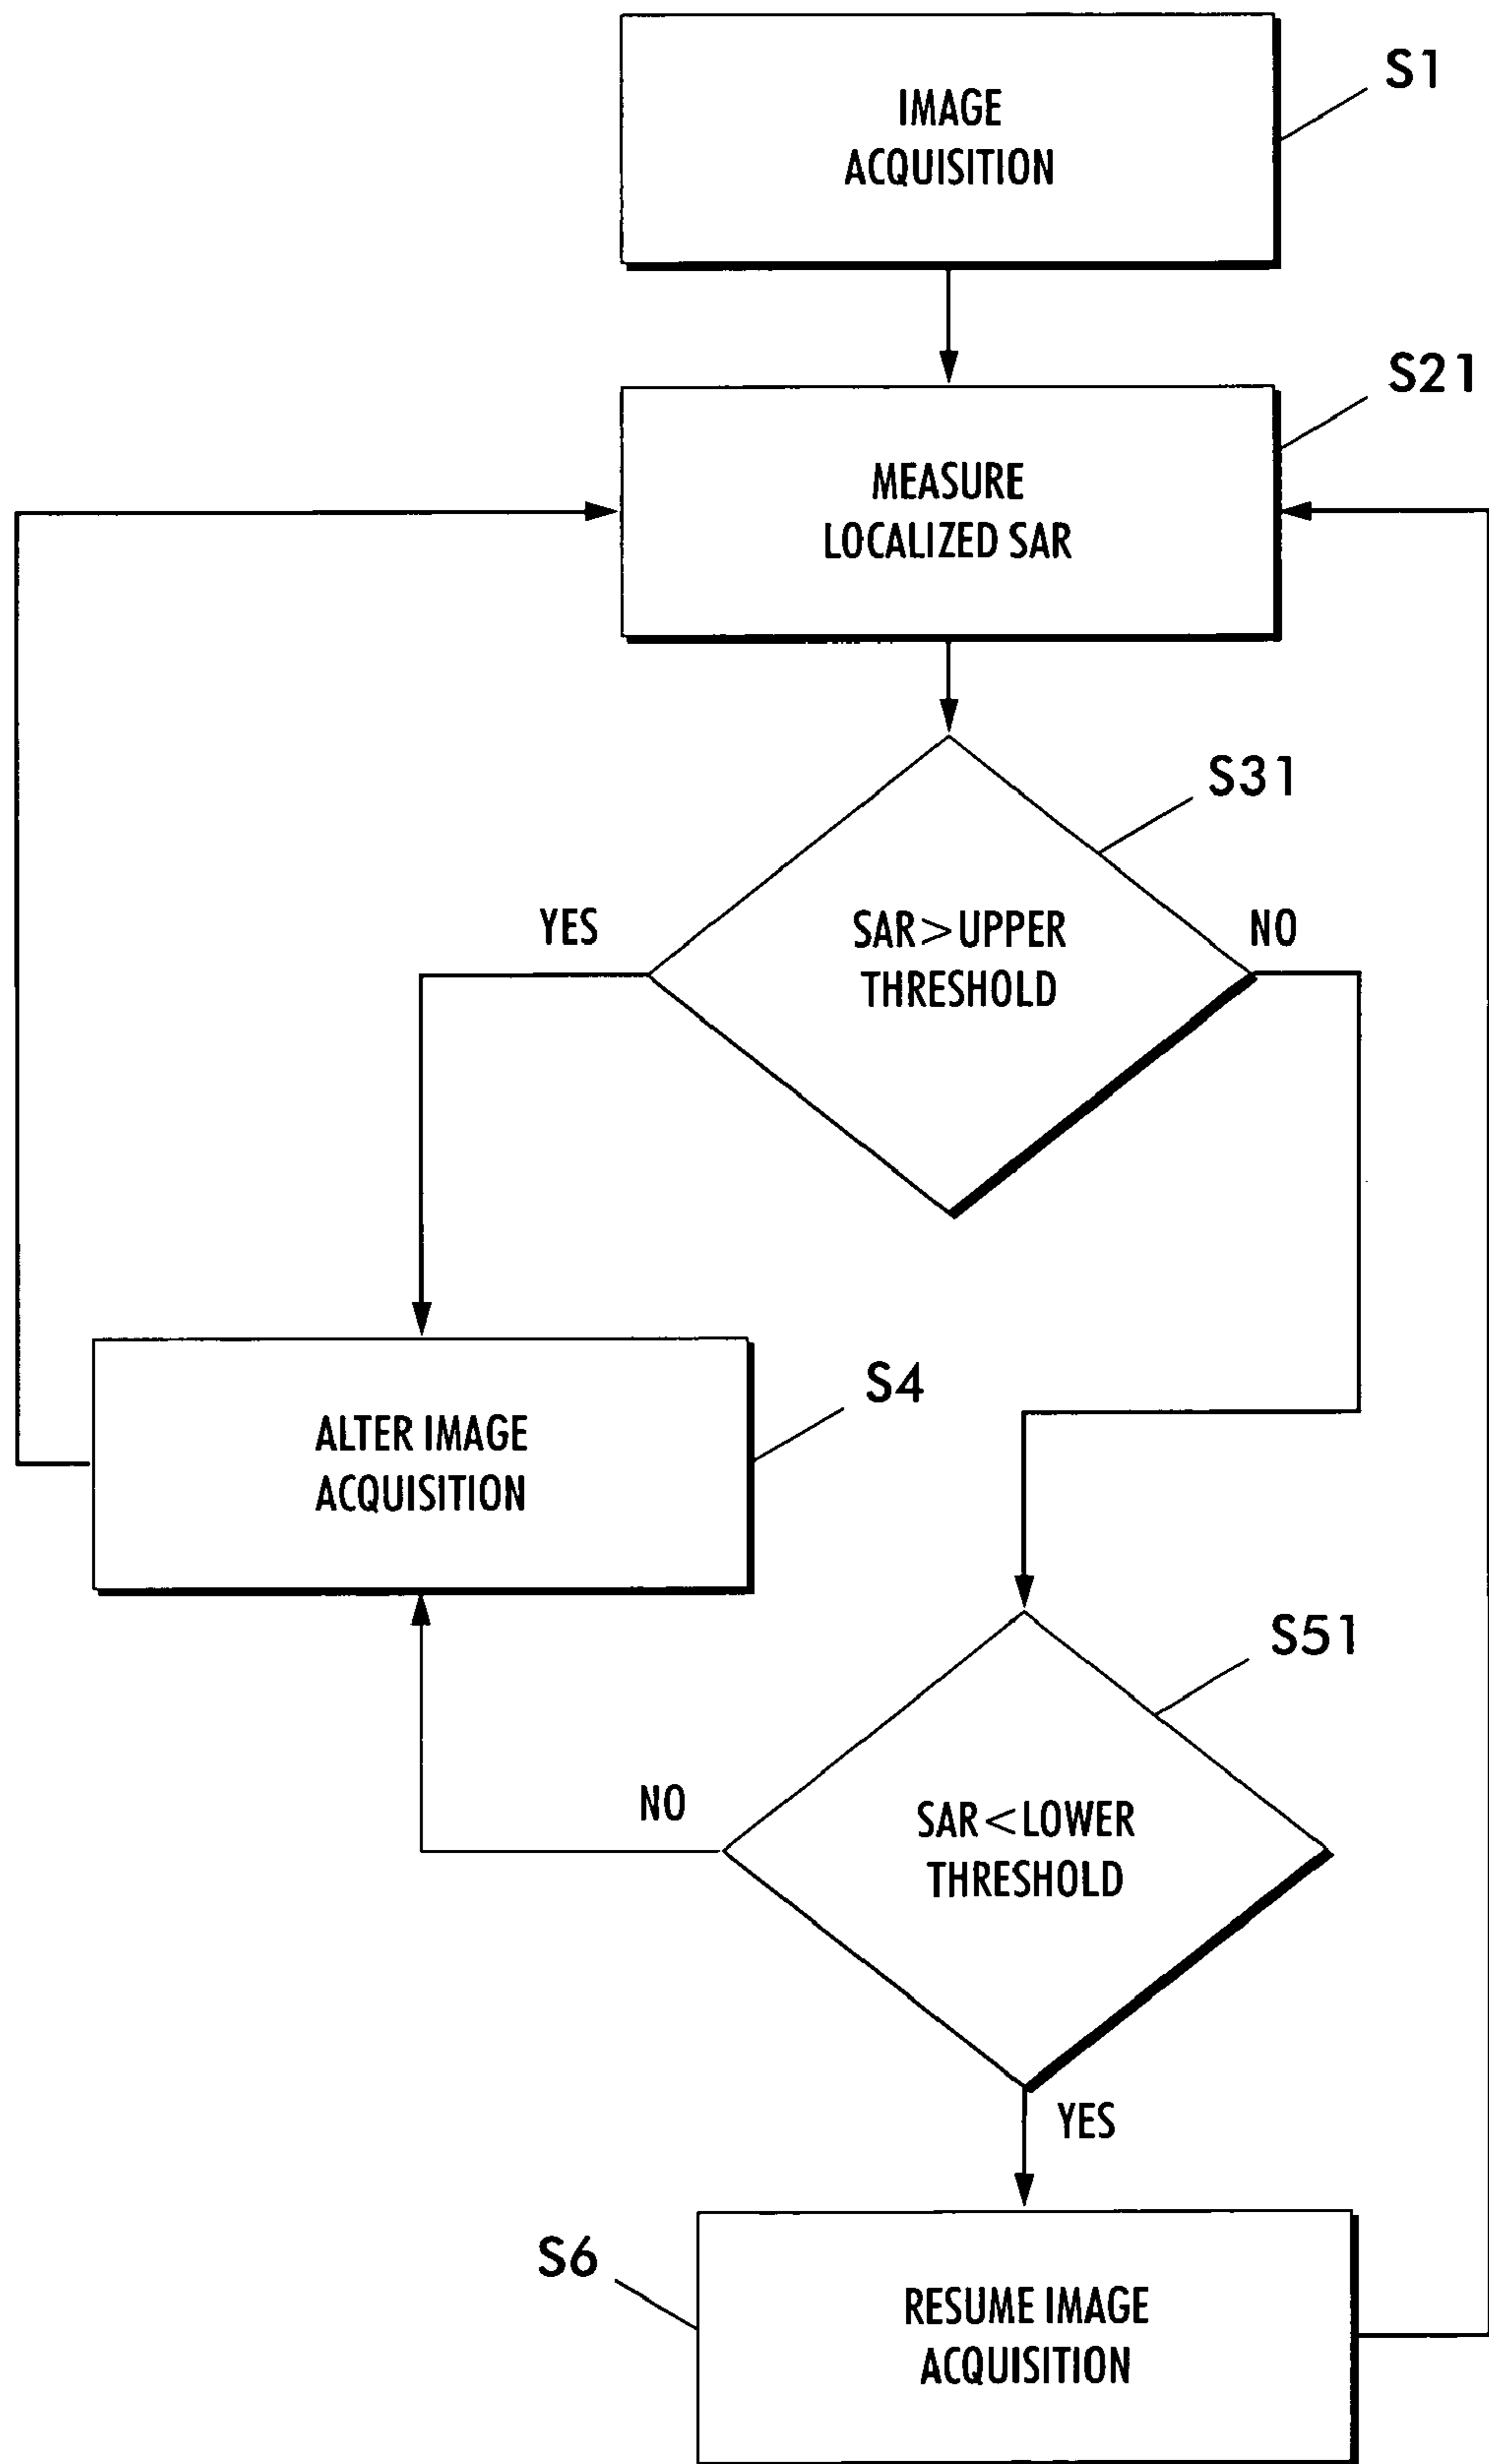 S1
IMAGE
ACQUISITION
S21
MEASURE
LOCALIZED SAR
S31
YES
SAR>UPPER
THRESHOLD
NO
S4
ALTER IMAGE
ACQUISITION
S51
NO
SAR<LOWER
THRESHOLD
YES
S6
RESUME IMAGE
ACQUISITION